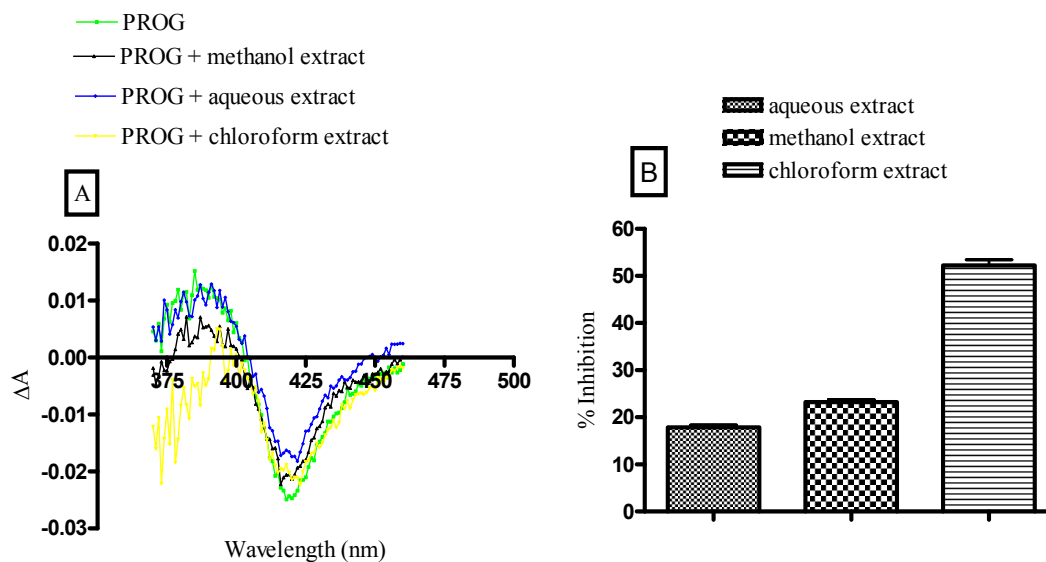 PROG
PROG + methanol extract
PROG + aqueous extract
PROG + chloroform extract
A
0.02
0.01
0.00
-0.01
-0.02
-0.03
375 400 425 450 475 500
ΔA
Wavelength (nm)
aqueous extract
methanol extract
chloroform extract
B
60
50
40
30
20
10
0
% Inhibition